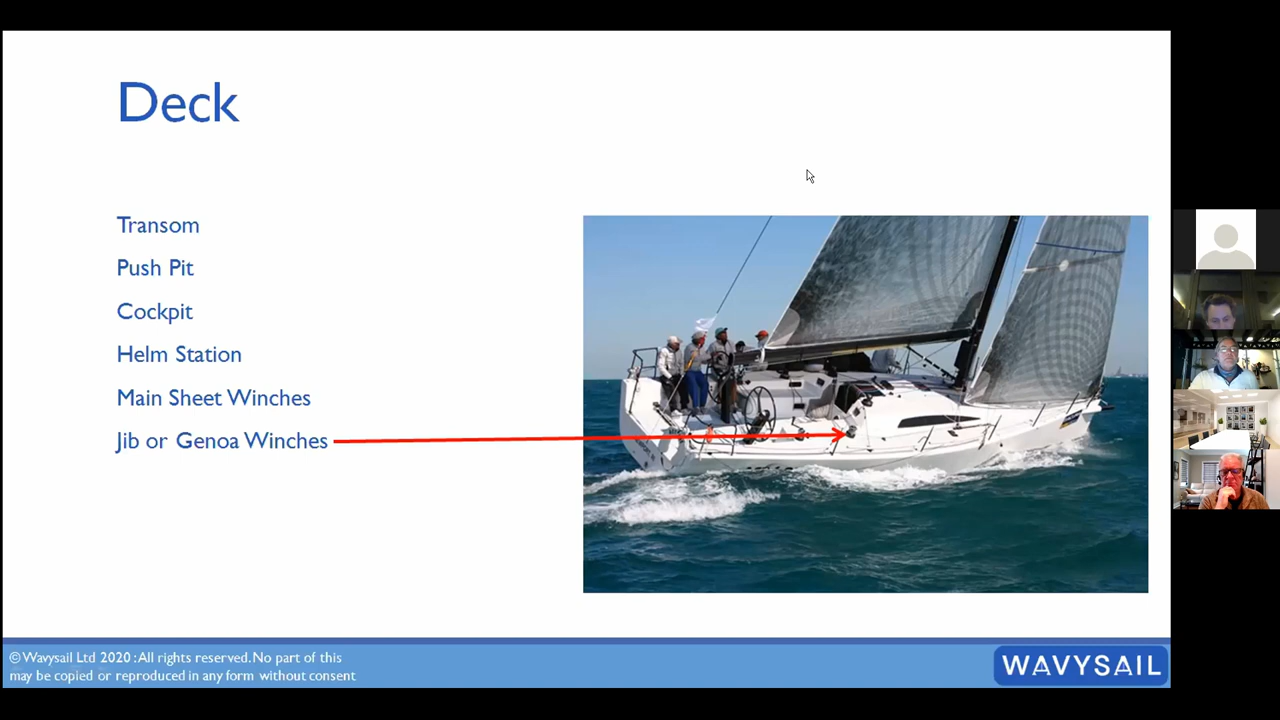 Deck
Transom
Push Pit
Cockpit
Helm Station
Main Sheet Winches
Jib or Genoa Winches
© Wavysail Ltd 2020 : All rights reserved. No part of this
may be copied or reproduced in any form without consent
WAVYSAIL